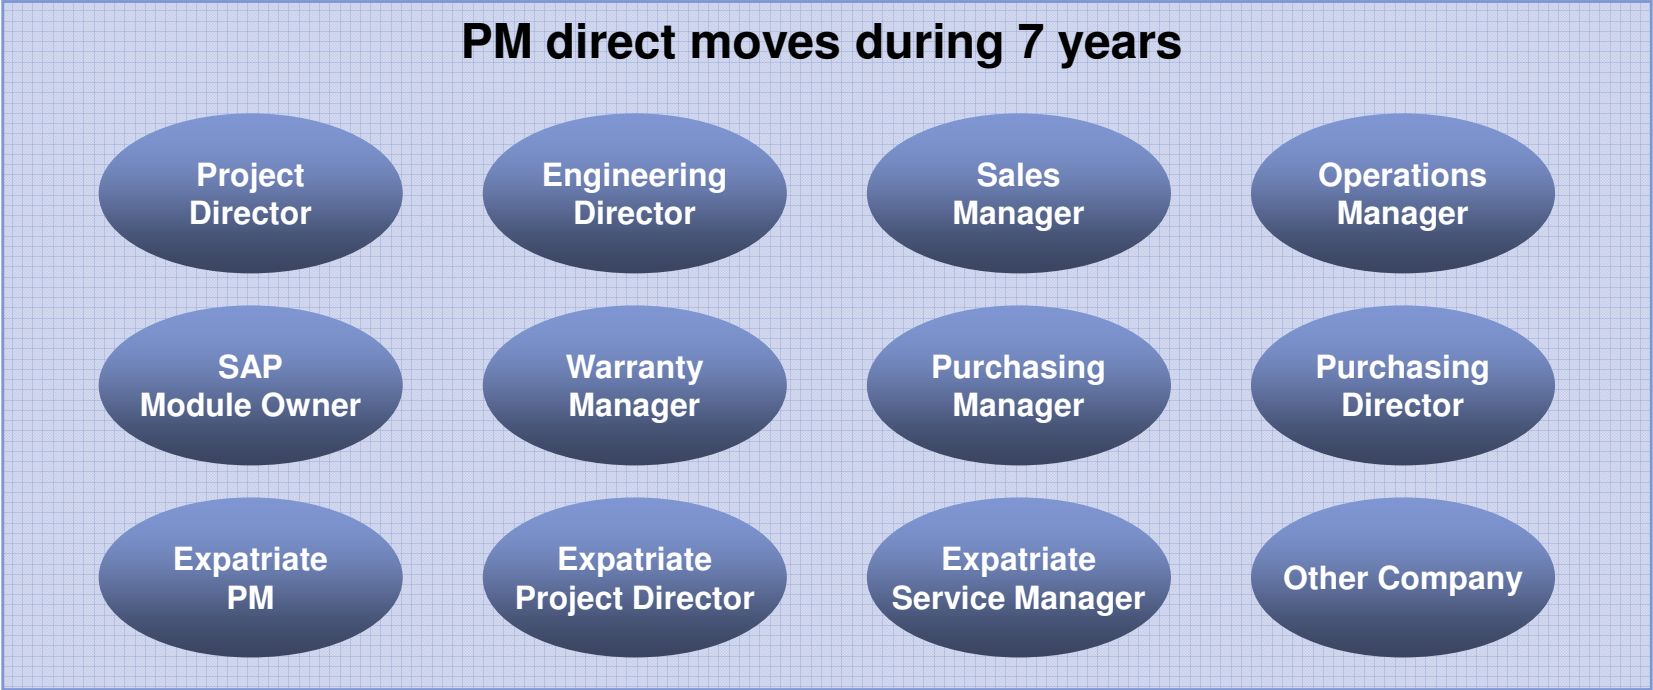 PM direct moves during 7 years
Project
Director
Engineering
Director
Sales
Manager
Operations
Manager
SAP
Module Owner
Warranty
Manager
Purchasing
Manager
Purchasing
Director
Expatriate
PM
Expatriate
Project Director
Expatriate
Service Manager
Other Company